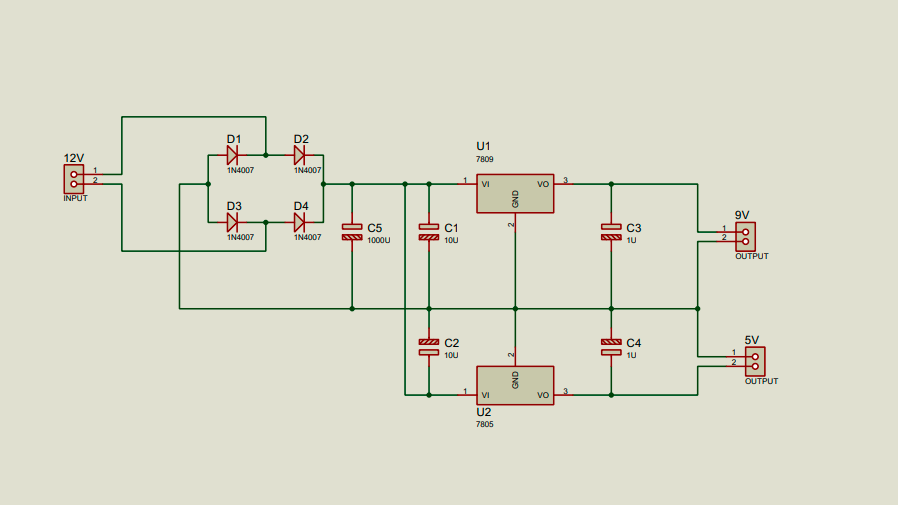 12V
1
2
INPUT
D1
1N4007
D2
1N4007
D3
1N4007
D4
1N4007
C5
1000U
C1
10U
U1
7809
1
VI
VO
3
GND
2
C3
1U
9V
1
2
OUTPUT
C2
10U
2
GND
1
VI
VO
3
U2
7805
C4
1U
5V
1
2
OUTPUT